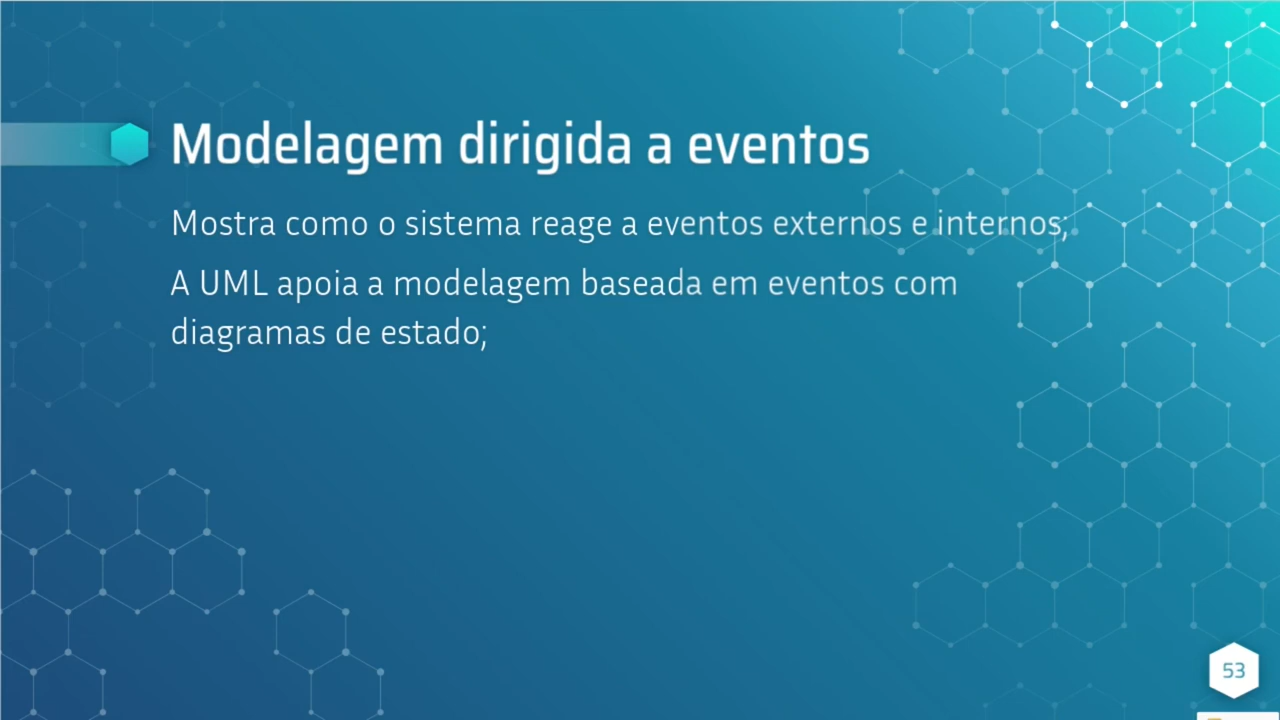 Modelagem dirigida a eventos
Mostra como o sistema reage a eventos externos e internos;
A UML apoia a modelagem baseada em eventos com
diagramas de estado;
53